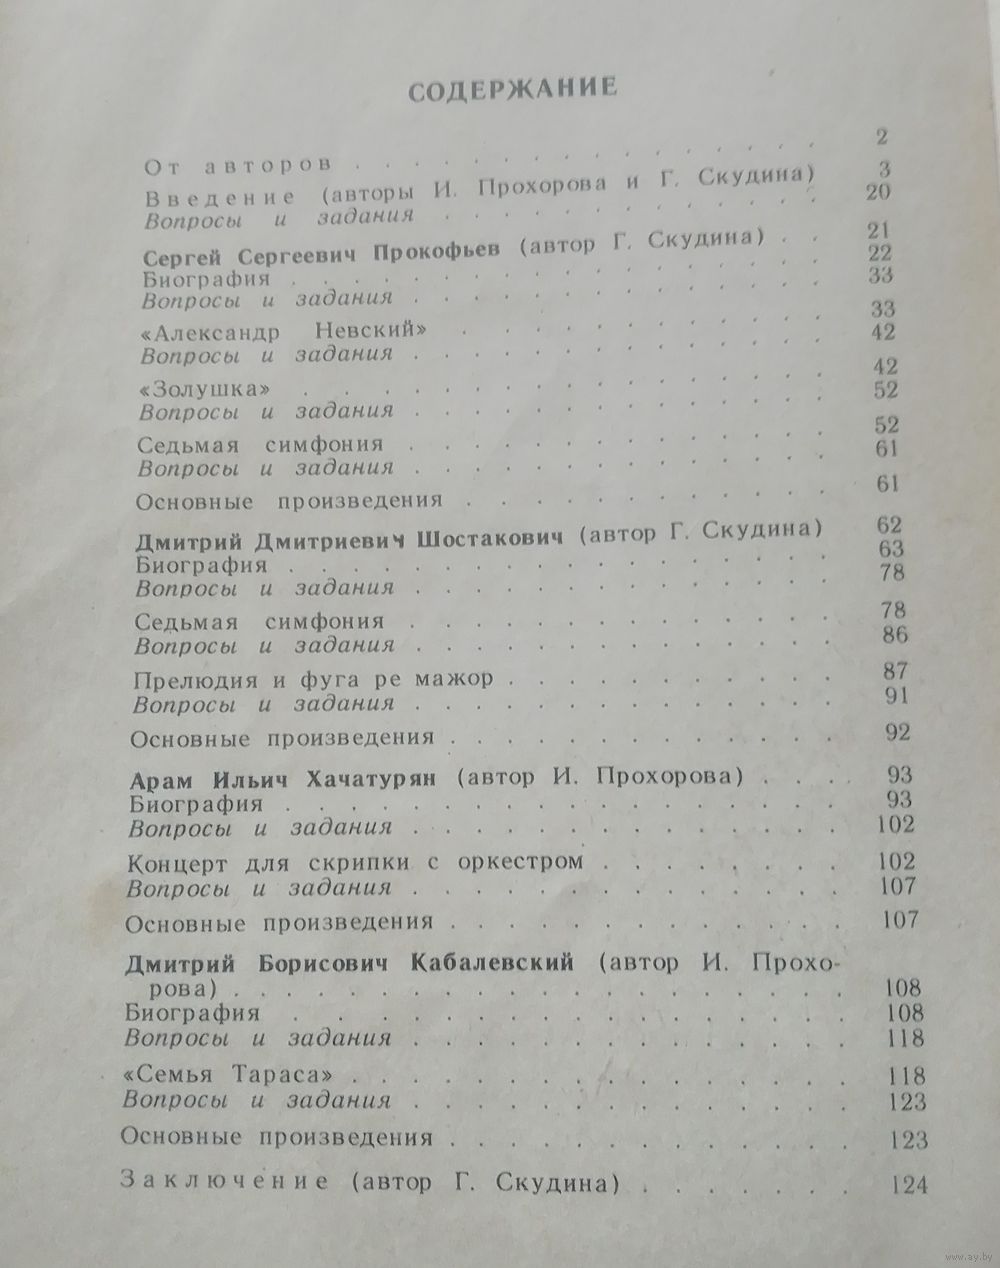 СОДЕРЖАНИЕ
От авторов . . . . . . . . . . . . . . . . 2
Введение (авторы И. Прохорова и Г. Скудина) 3
Вопросы и задания . . . . . . . . . . . . . 20
Сергей Сергеевич Прокофьев (автор Г. Скудина) . . 21
Биография . . . . . . . . . . . . . . . . . 22
Вопросы и задания . . . . . . . . . . . . . 33
«Александр Невский» . . . . . . . . . . . . 33
Вопросы и задания . . . . . . . . . . . . . 42
«Золушка» . . . . . . . . . . . . . . . . . 42
Вопросы и задания . . . . . . . . . . . . . 52
Седьмая симфония . . . . . . . . . . . . . 52
Вопросы и задания . . . . . . . . . . . . . 61
Основные произведения . . . . . . . . . . . 61
Дмитрий Дмитриевич Шостакович (автор Г. Скудина) 62
Биография . . . . . . . . . . . . . . . . . 63
Вопросы и задания . . . . . . . . . . . . . 78
Седьмая симфония . . . . . . . . . . . . . 78
Вопросы и задания . . . . . . . . . . . . . 86
Прелюдия и фуга ре мажор . . . . . . . . . . 87
Вопросы и задания . . . . . . . . . . . . . 91
Основные произведения . . . . . . . . . . . 92
Арам Ильич Хачатурян (автор И. Прохорова) . . . . 93
Биография . . . . . . . . . . . . . . . . . 93
Вопросы и задания . . . . . . . . . . . . . 102
Концерт для скрипки с оркестром . . . . . . . 102
Вопросы и задания . . . . . . . . . . . . . 107
Основные произведения . . . . . . . . . . . 107
Дмитрий Борисович Кабалевский (автор И. Прохо-
рова) . . . . . . . . . . . . . . . . . . . 108
Биография . . . . . . . . . . . . . . . . . 108
Вопросы и задания . . . . . . . . . . . . . 118
«Семья Тараса» . . . . . . . . . . . . . . . 118
Вопросы и задания . . . . . . . . . . . . . 123
Основные произведения . . . . . . . . . . . 123
Заключение (автор Г. Скудина) . . . . . . . 124
www.ay.by